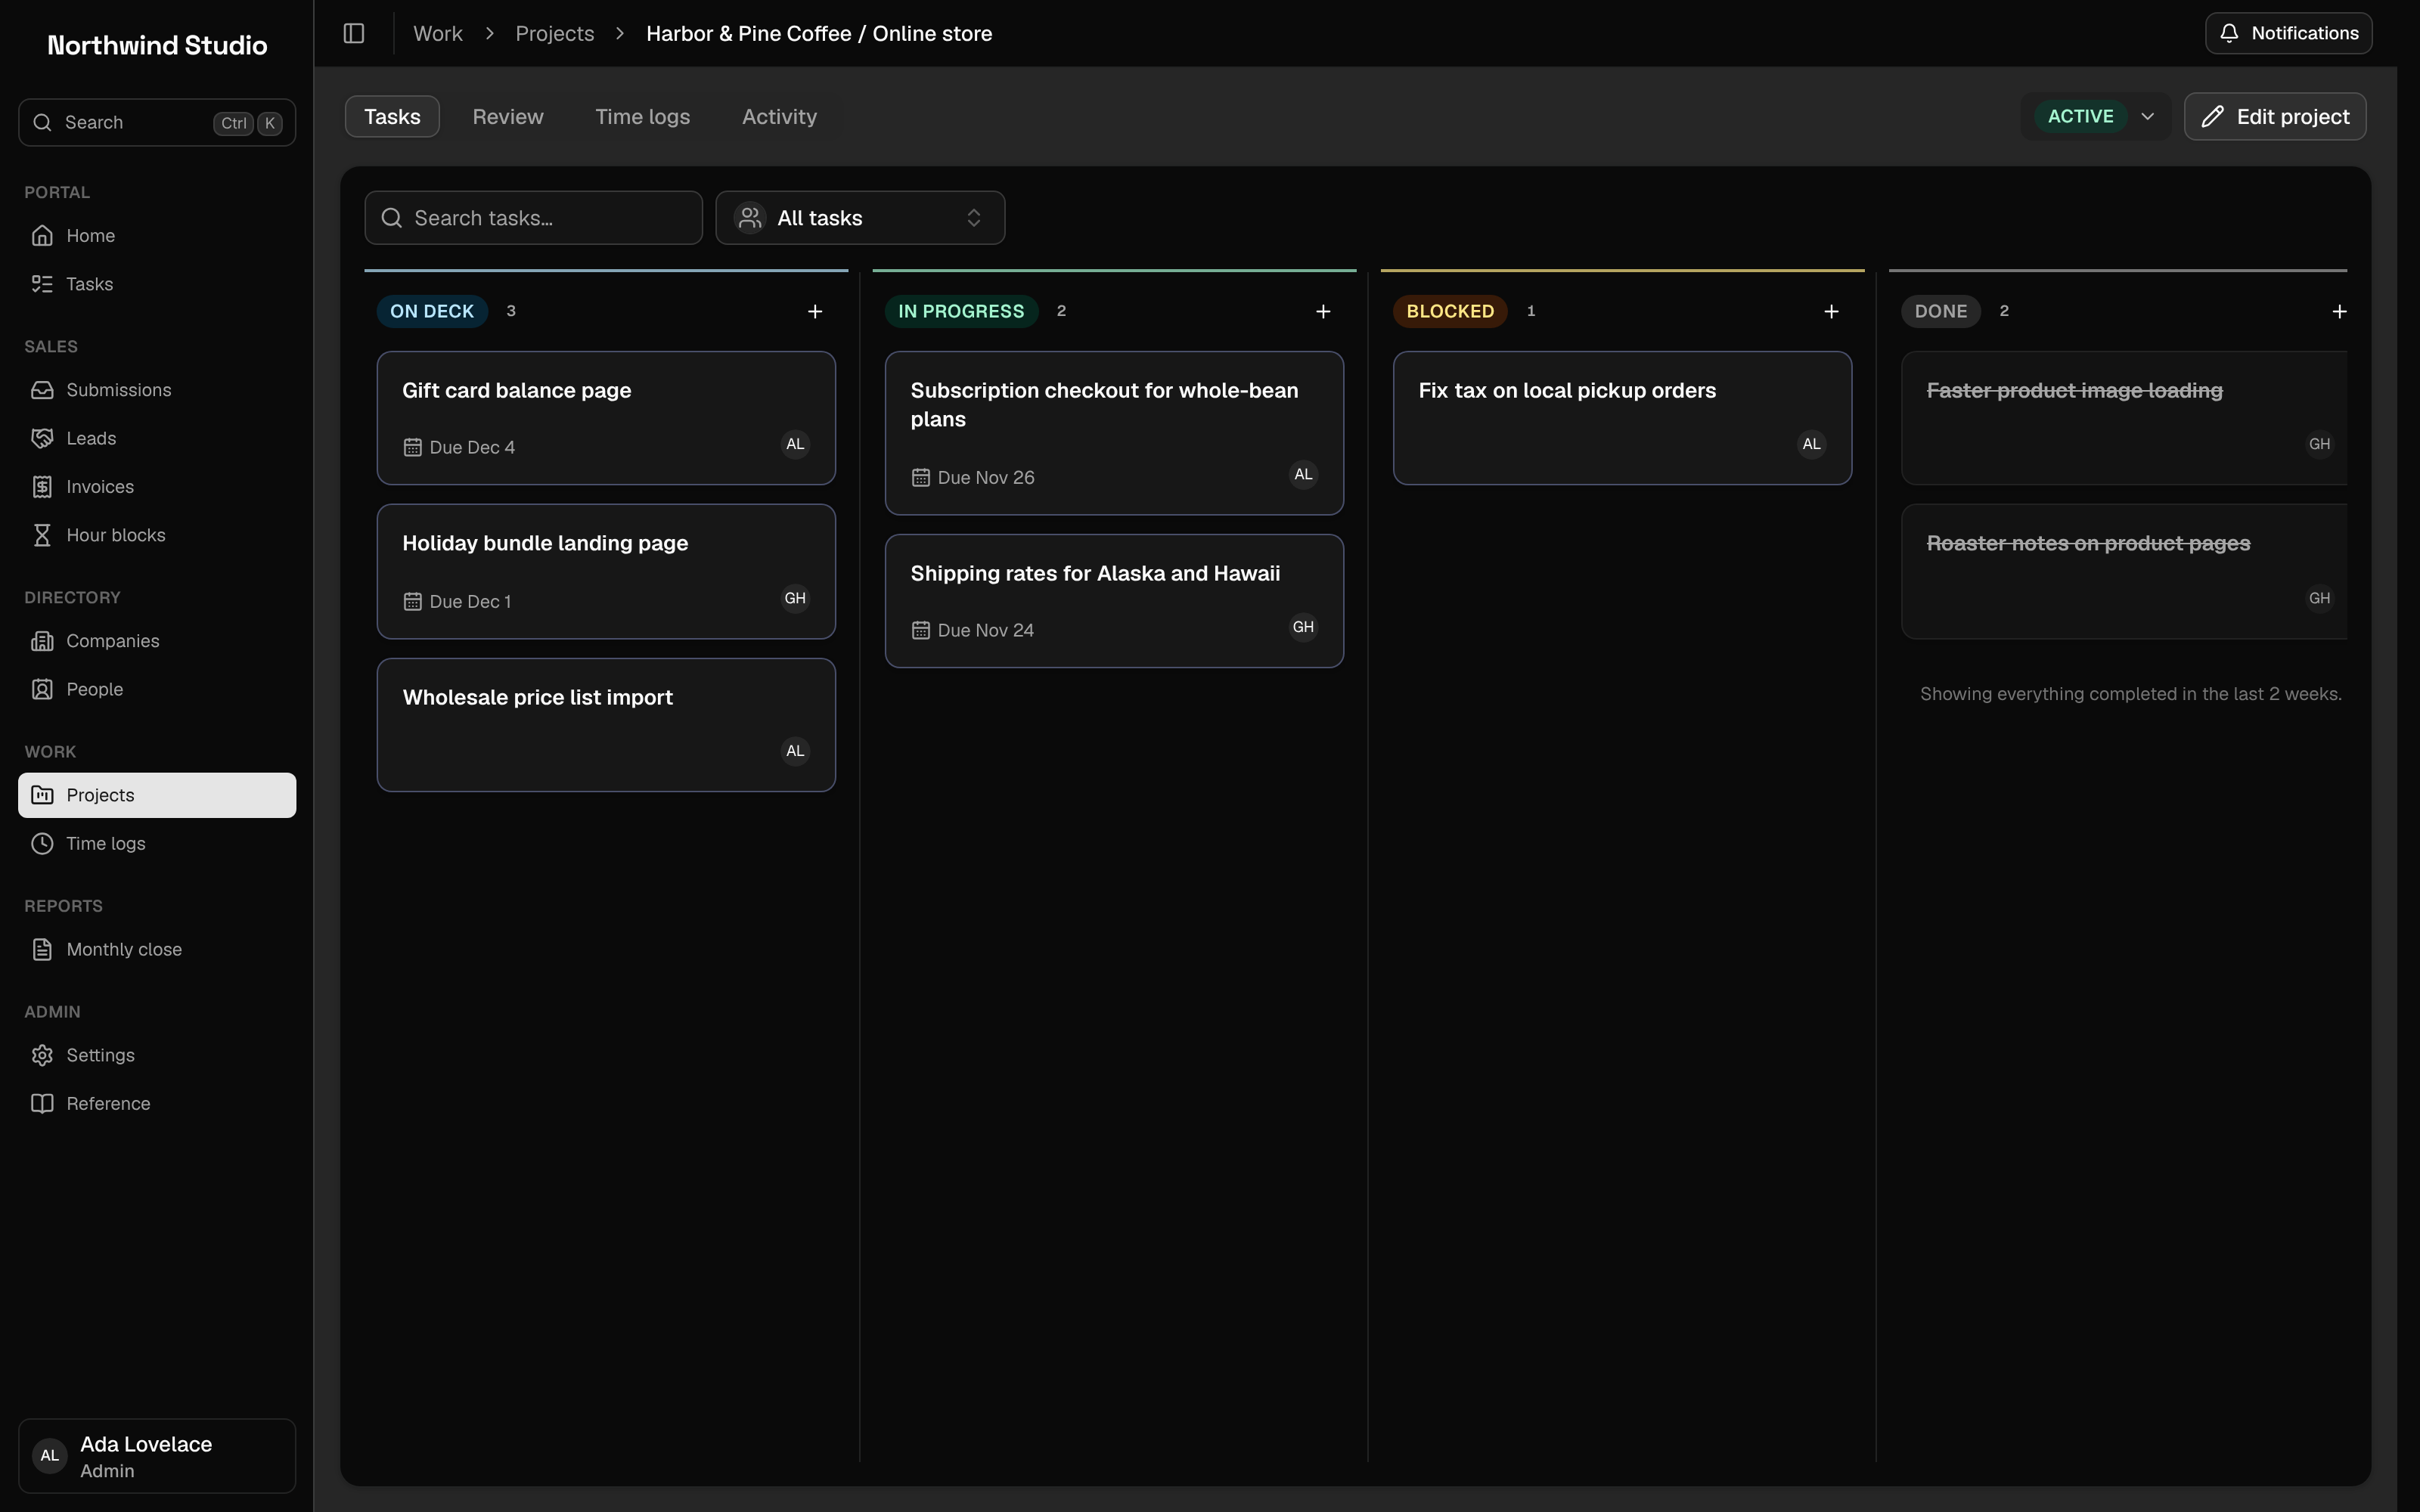 Northwind Studio
Search Ctrl K
PORTAL
Home
Tasks
SALES
Submissions
Leads
Invoices
Hour blocks
DIRECTORY
Companies
People
WORK
Projects
Time logs
REPORTS
Monthly close
ADMIN
Settings
Reference
AL
Ada Lovelace
Admin
Work > Projects > Harbor & Pine Coffee / Online store
Notifications
Tasks Review Time logs Activity
ACTIVE
Edit project
Search tasks...
All tasks
ON DECK 3
Gift card balance page
Due Dec 4 AL
Holiday bundle landing page
Due Dec 1 GH
Wholesale price list import
AL
IN PROGRESS 2
Subscription checkout for whole-bean
plans
Due Nov 26 AL
Shipping rates for Alaska and Hawaii
Due Nov 24 GH
BLOCKED 1
Fix tax on local pickup orders
AL
DONE 2
Faster product image loading
GH
Roaster notes on product pages
GH
Showing everything completed in the last 2 weeks.